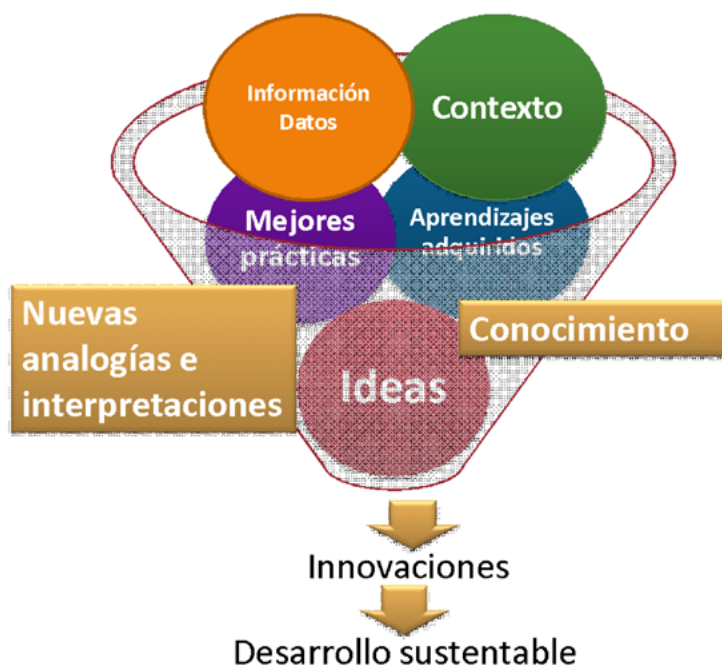 Información
Datos
Contexto
Mejores
prácticas
Aprendizajes
adquiridos
Nuevas
analogías e
interpretaciones
Conocimiento
Ideas
Innovaciones
Desarrollo sustentable